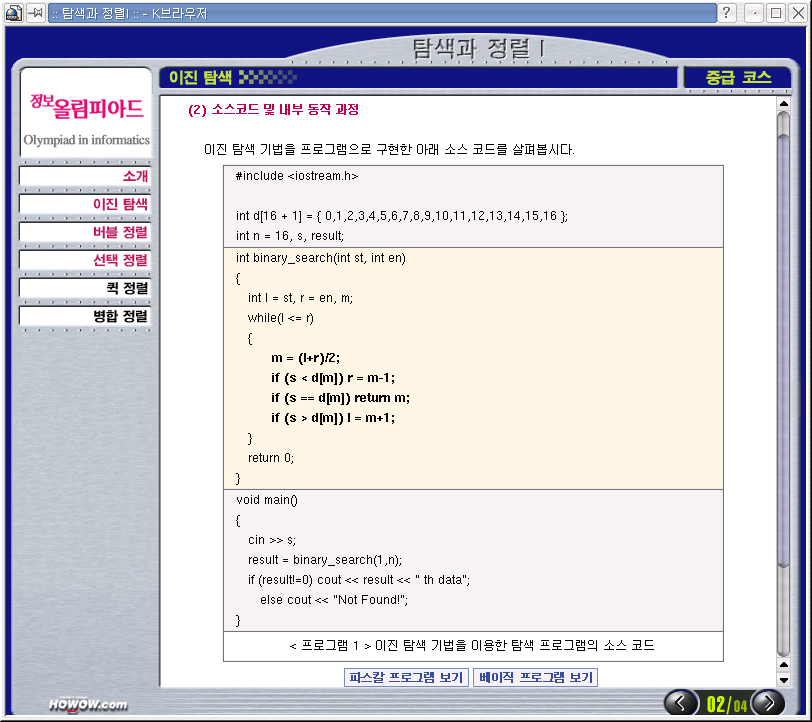 :: 탐색과 정렬I :: - K브라우저
탐색과 정렬 I
정보올림피아드
Olympiad in informatics
소개
이진 탐색
버블 정렬
선택 정렬
퀵 정렬
병합 정렬
HOWOW.com
이진 탐색
중급 코스
(2) 소스코드 및 내부 동작 과정
이진 탐색 기법을 프로그램으로 구현한 아래 소스 코드를 살펴봅시다.
#include <iostream.h>
int d[16 + 1] = { 0,1,2,3,4,5,6,7,8,9,10,11,12,13,14,15,16 };
int n = 16, s, result;
int binary_search(int st, int en)
{
int l = st, r = en, m;
while(l <= r)
{
m = (l+r)/2;
if (s < d[m]) r = m-1;
if (s == d[m]) return m;
if (s > d[m]) l = m+1;
}
return 0;
}
void main()
{
cin >> s;
result = binary_search(1,n);
if (result!=0) cout << result << " th data";
else cout << "Not Found!";
}
< 프로그램 1 > 이진 탐색 기법을 이용한 탐색 프로그램의 소스 코드
파스칼 프로그램 보기 베이직 프로그램 보기
02/04